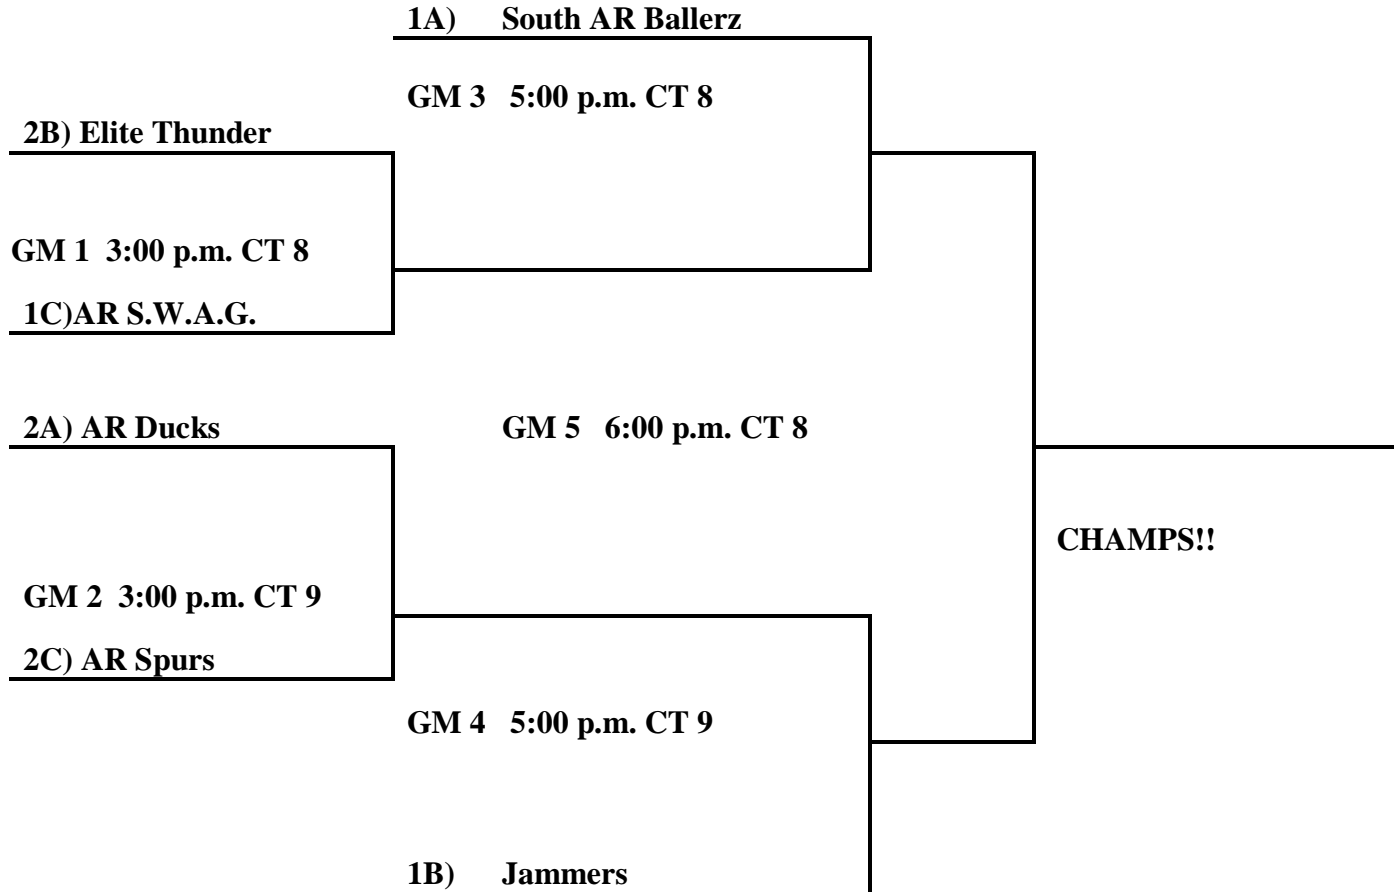 1A) South AR Ballerz
GM 3 5:00 p.m. CT 8
2B) Elite Thunder
GM 1 3:00 p.m. CT 8
1C)AR S.W.A.G.
2A) AR Ducks
GM 5 6:00 p.m. CT 8
CHAMPS!!
GM 2 3:00 p.m. CT 9
2C) AR Spurs
GM 4 5:00 p.m. CT 9
1B) Jammers